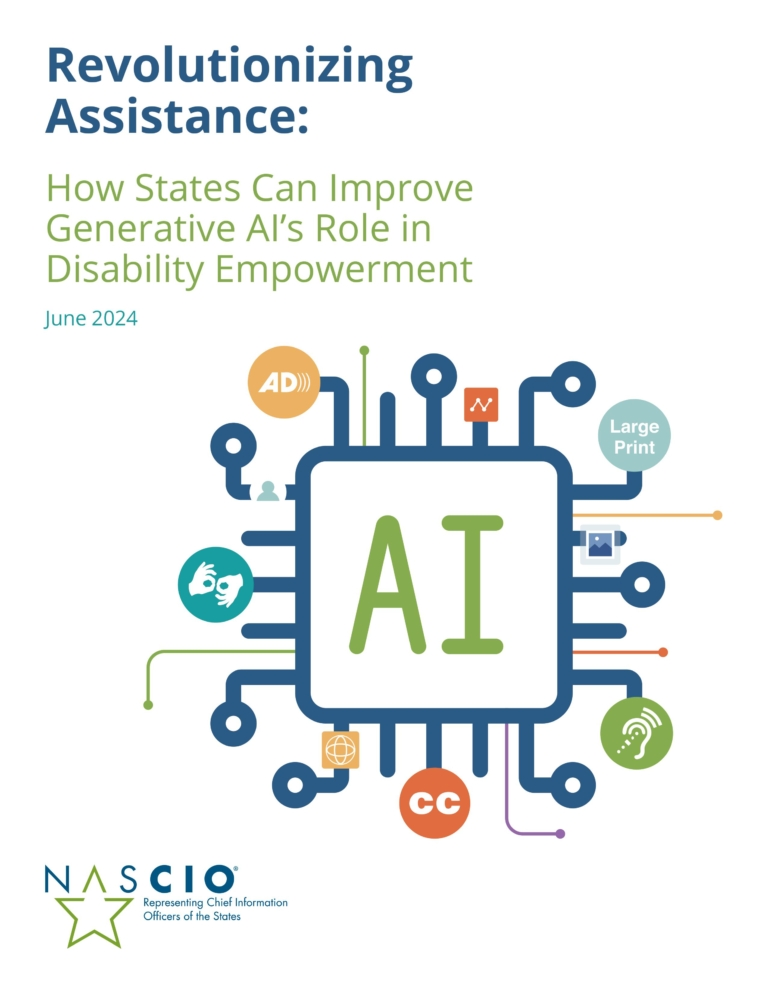 Revolutionizing
Assistance:
How States Can Improve
Generative AI’s Role in
Disability Empowerment
June 2024
AD
Large
Print
AI
CC
NASCIO®
Representing Chief Information
Officers of the States